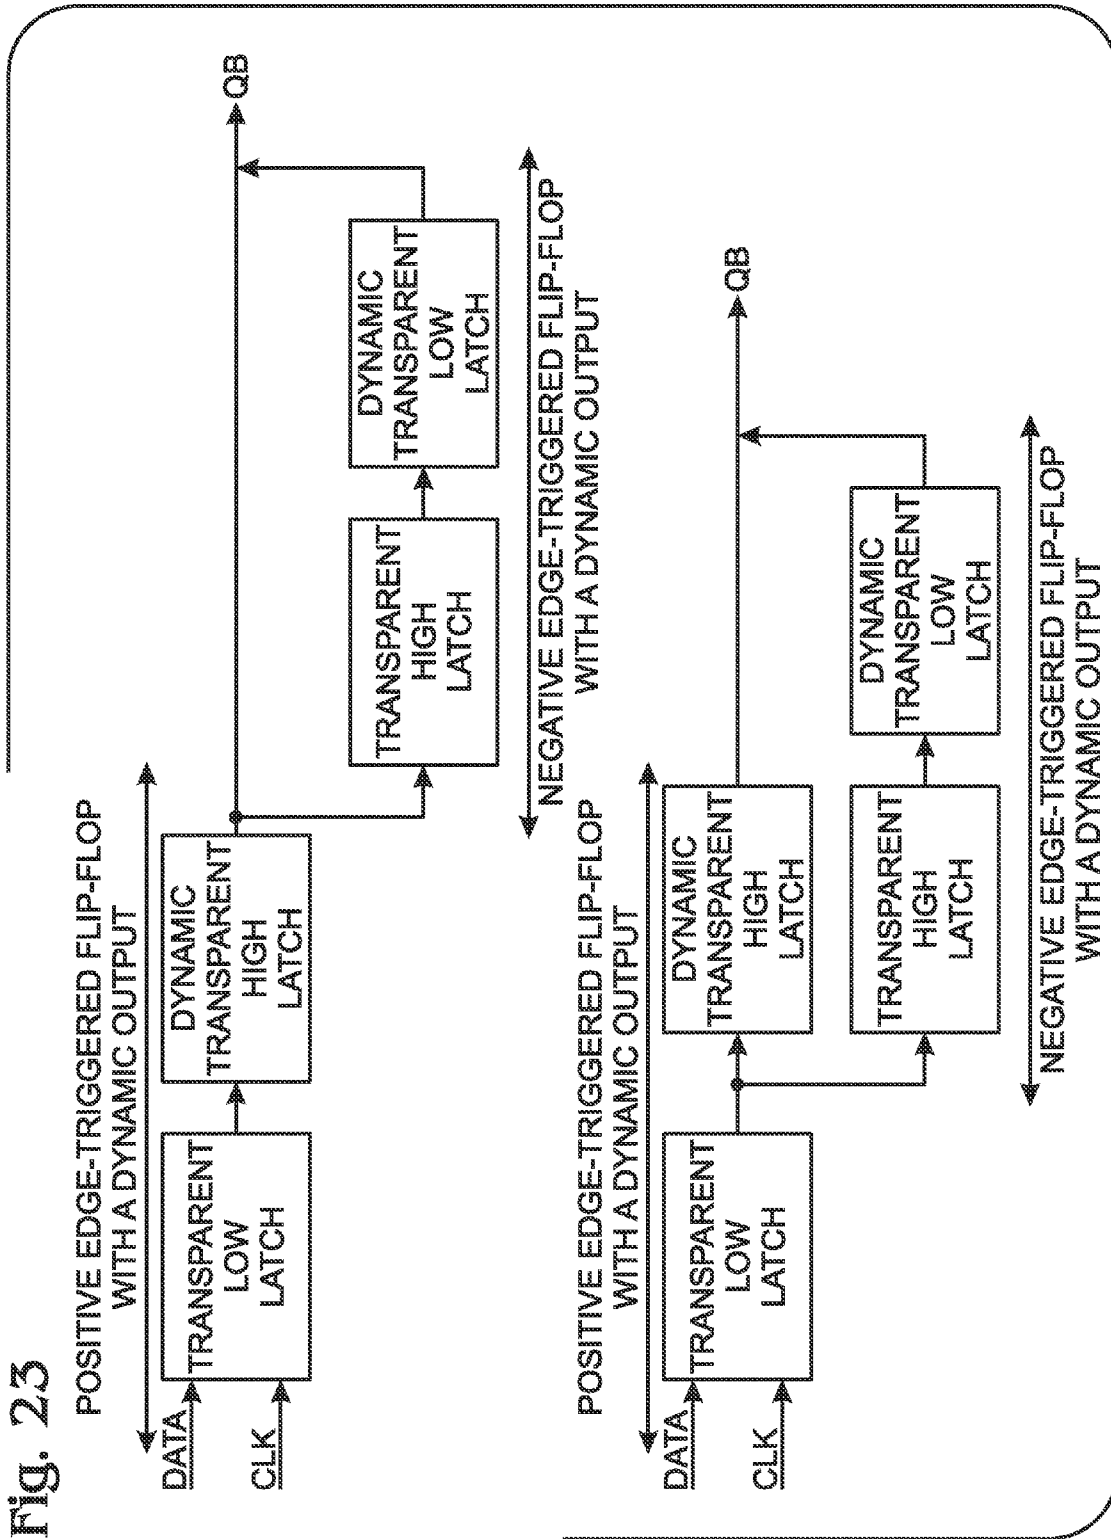 Fig. 23
POSITIVE EDGE-TRIGGERED FLIP-FLOP
WITH A DYNAMIC OUTPUT
DATA
CLK
TRANSPARENT
LOW
LATCH
DYNAMIC
TRANSPARENT
HIGH
LATCH
QB
TRANSPARENT
HIGH
LATCH
DYNAMIC
TRANSPARENT
LOW
LATCH
NEGATIVE EDGE-TRIGGERED FLIP-FLOP
WITH A DYNAMIC OUTPUT
POSITIVE EDGE-TRIGGERED FLIP-FLOP
WITH A DYNAMIC OUTPUT
DATA
CLK
TRANSPARENT
LOW
LATCH
DYNAMIC
TRANSPARENT
HIGH
LATCH
QB
TRANSPARENT
HIGH
LATCH
DYNAMIC
TRANSPARENT
LOW
LATCH
NEGATIVE EDGE-TRIGGERED FLIP-FLOP
WITH A DYNAMIC OUTPUT